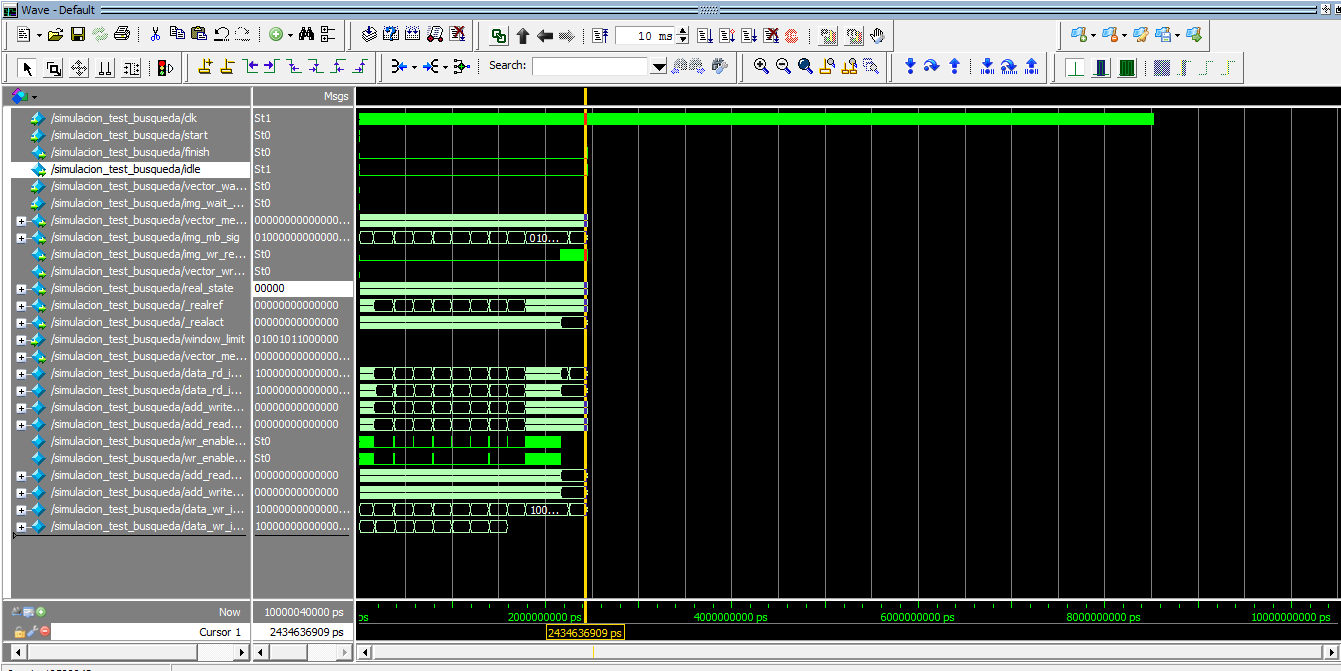 Wave - Default
10 ms
Search:
Msgs
/simulacion_test_busqueda/clk St1
/simulacion_test_busqueda/start St0
/simulacion_test_busqueda/finish St0
/simulacion_test_busqueda/idle St1
/simulacion_test_busqueda/vector_wa... St0
/simulacion_test_busqueda/img_wait_... St0
/simulacion_test_busqueda/vector_me... 00000000000000...
/simulacion_test_busqueda/img_mb_sig 01000000000000... 010...
/simulacion_test_busqueda/img_wr_re... St0
/simulacion_test_busqueda/vector_wr... St0
/simulacion_test_busqueda/real_state 00000
/simulacion_test_busqueda/_realref 00000000000000
/simulacion_test_busqueda/_realact 00000000000000
/simulacion_test_busqueda/window_limit 01001011000000
/simulacion_test_busqueda/vector_me... 00000000000000...
/simulacion_test_busqueda/data_rd_i... 10000000000000...
/simulacion_test_busqueda/data_rd_i... 10000000000000...
/simulacion_test_busqueda/add_write... 00000000000000
/simulacion_test_busqueda/add_read... 00000000000000
/simulacion_test_busqueda/wr_enable... St0
/simulacion_test_busqueda/wr_enable... St0
/simulacion_test_busqueda/add_read... 00000000000000
/simulacion_test_busqueda/add_write... 00000000000000
/simulacion_test_busqueda/data_wr_i... 10000000000000... 100...
/simulacion_test_busqueda/data_wr_i... 10000000000000...
Now 10000040000 ps
ps 2000000000 ps 4000000000 ps 6000000000 ps 8000000000 ps 10000000000 ps
Cursor 1 2434636909 ps
2434636909 ps